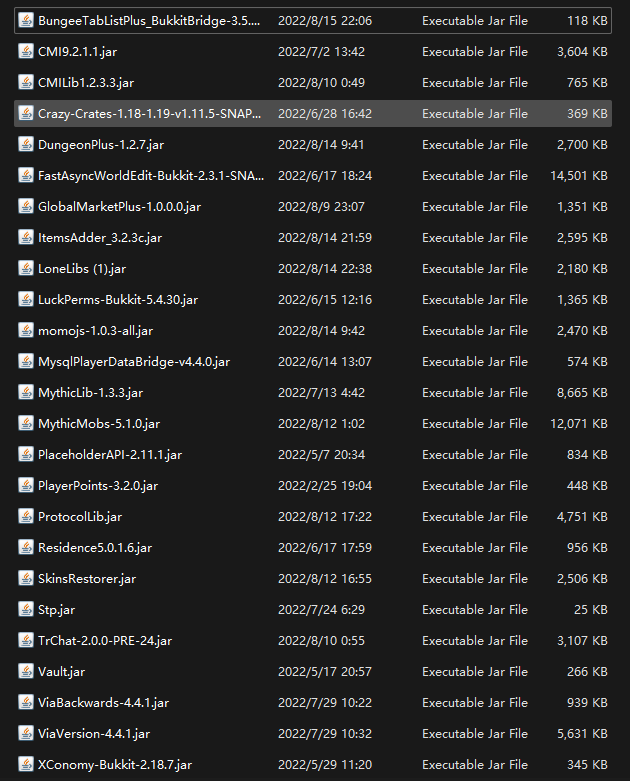 BungeeTabListPlus_BukkitBridge-3.5.... 2022/8/15 22:06 Executable Jar File 118 KB
CMI9.2.1.1.jar 2022/7/2 13:42 Executable Jar File 3,604 KB
CMILib1.2.3.3.jar 2022/8/10 0:49 Executable Jar File 765 KB
Crazy-Crates-1.18-1.19-v1.11.5-SNAP... 2022/6/28 16:42 Executable Jar File 369 KB
DungeonPlus-1.2.7.jar 2022/8/14 9:41 Executable Jar File 2,700 KB
FastAsyncWorldEdit-Bukkit-2.3.1-SNA... 2022/6/17 18:24 Executable Jar File 14,501 KB
GlobalMarketPlus-1.0.0.0.jar 2022/8/9 23:07 Executable Jar File 1,351 KB
ItemsAdder_3.2.3c.jar 2022/8/14 21:59 Executable Jar File 2,595 KB
LoneLibs (1).jar 2022/8/14 22:38 Executable Jar File 2,180 KB
LuckPerms-Bukkit-5.4.30.jar 2022/6/15 12:16 Executable Jar File 1,365 KB
momojs-1.0.3-all.jar 2022/8/14 9:42 Executable Jar File 2,470 KB
MysqlPlayerDataBridge-v4.4.0.jar 2022/6/14 13:07 Executable Jar File 574 KB
MythicLib-1.3.3.jar 2022/7/13 4:42 Executable Jar File 8,665 KB
MythicMobs-5.1.0.jar 2022/8/12 1:02 Executable Jar File 12,071 KB
PlaceholderAPI-2.11.1.jar 2022/5/7 20:34 Executable Jar File 834 KB
PlayerPoints-3.2.0.jar 2022/2/25 19:04 Executable Jar File 448 KB
ProtocolLib.jar 2022/8/12 17:22 Executable Jar File 4,751 KB
Residence5.0.1.6.jar 2022/6/17 17:59 Executable Jar File 956 KB
SkinsRestorer.jar 2022/8/12 16:55 Executable Jar File 2,506 KB
Stp.jar 2022/7/24 6:29 Executable Jar File 25 KB
TrChat-2.0.0-PRE-24.jar 2022/8/10 0:55 Executable Jar File 3,107 KB
Vault.jar 2022/5/17 20:57 Executable Jar File 266 KB
ViaBackwards-4.4.1.jar 2022/7/29 10:22 Executable Jar File 939 KB
ViaVersion-4.4.1.jar 2022/7/29 10:32 Executable Jar File 5,631 KB
XConomy-Bukkit-2.18.7.jar 2022/5/29 11:20 Executable Jar File 345 KB